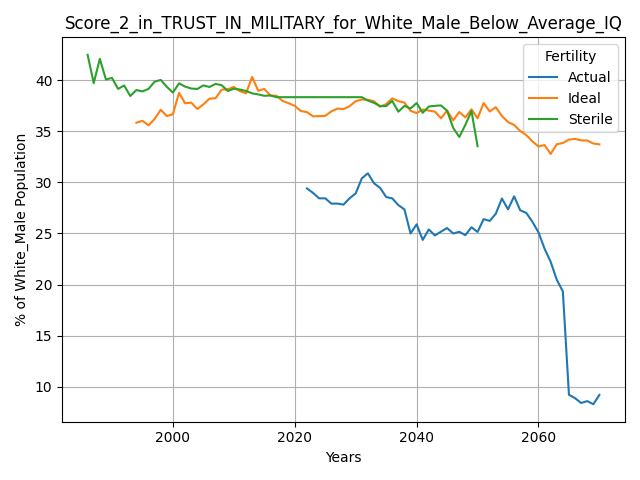 Score_2_in_TRUST_IN_MILITARY_for_White_Male_Below_Average_IQ
Fertility
Actual
Ideal
Sterile
% of White_Male Population
40
35
30
25
20
15
10
2000
2020
2040
2060
Years